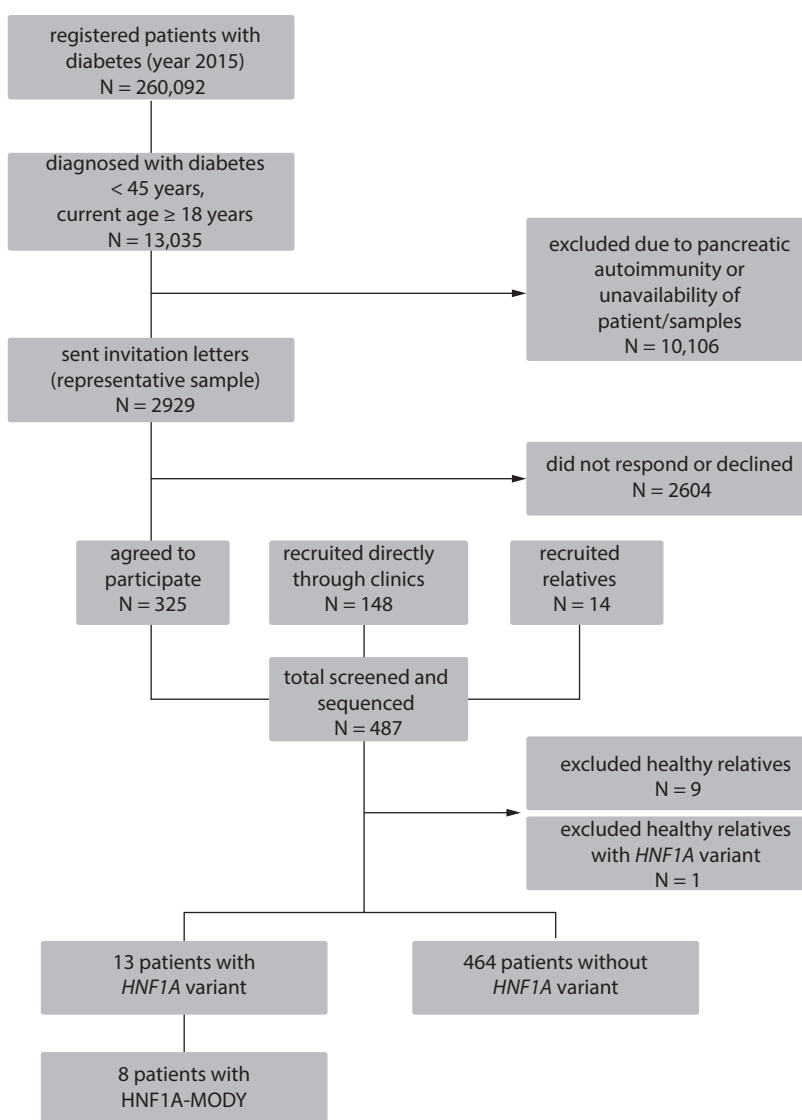 registered patients with
diabetes (year 2015)
N = 260,092
diagnosed with diabetes
< 45 years,
current age ≥ 18 years
N = 13,035
excluded due to pancreatic
autoimmunity or
unavailability of
patient/samples
N = 10,106
sent invitation letters
(representative sample)
N = 2929
did not respond or declined
N = 2604
agreed to
participate
N = 325
recruited directly
through clinics
N = 148
recruited
relatives
N = 14
total screened and
sequenced
N = 487
excluded healthy relatives
N = 9
excluded healthy relatives
with HNF1A variant
N = 1
13 patients with
HNF1A variant
464 patients without
HNF1A variant
8 patients with
HNF1A-MODY